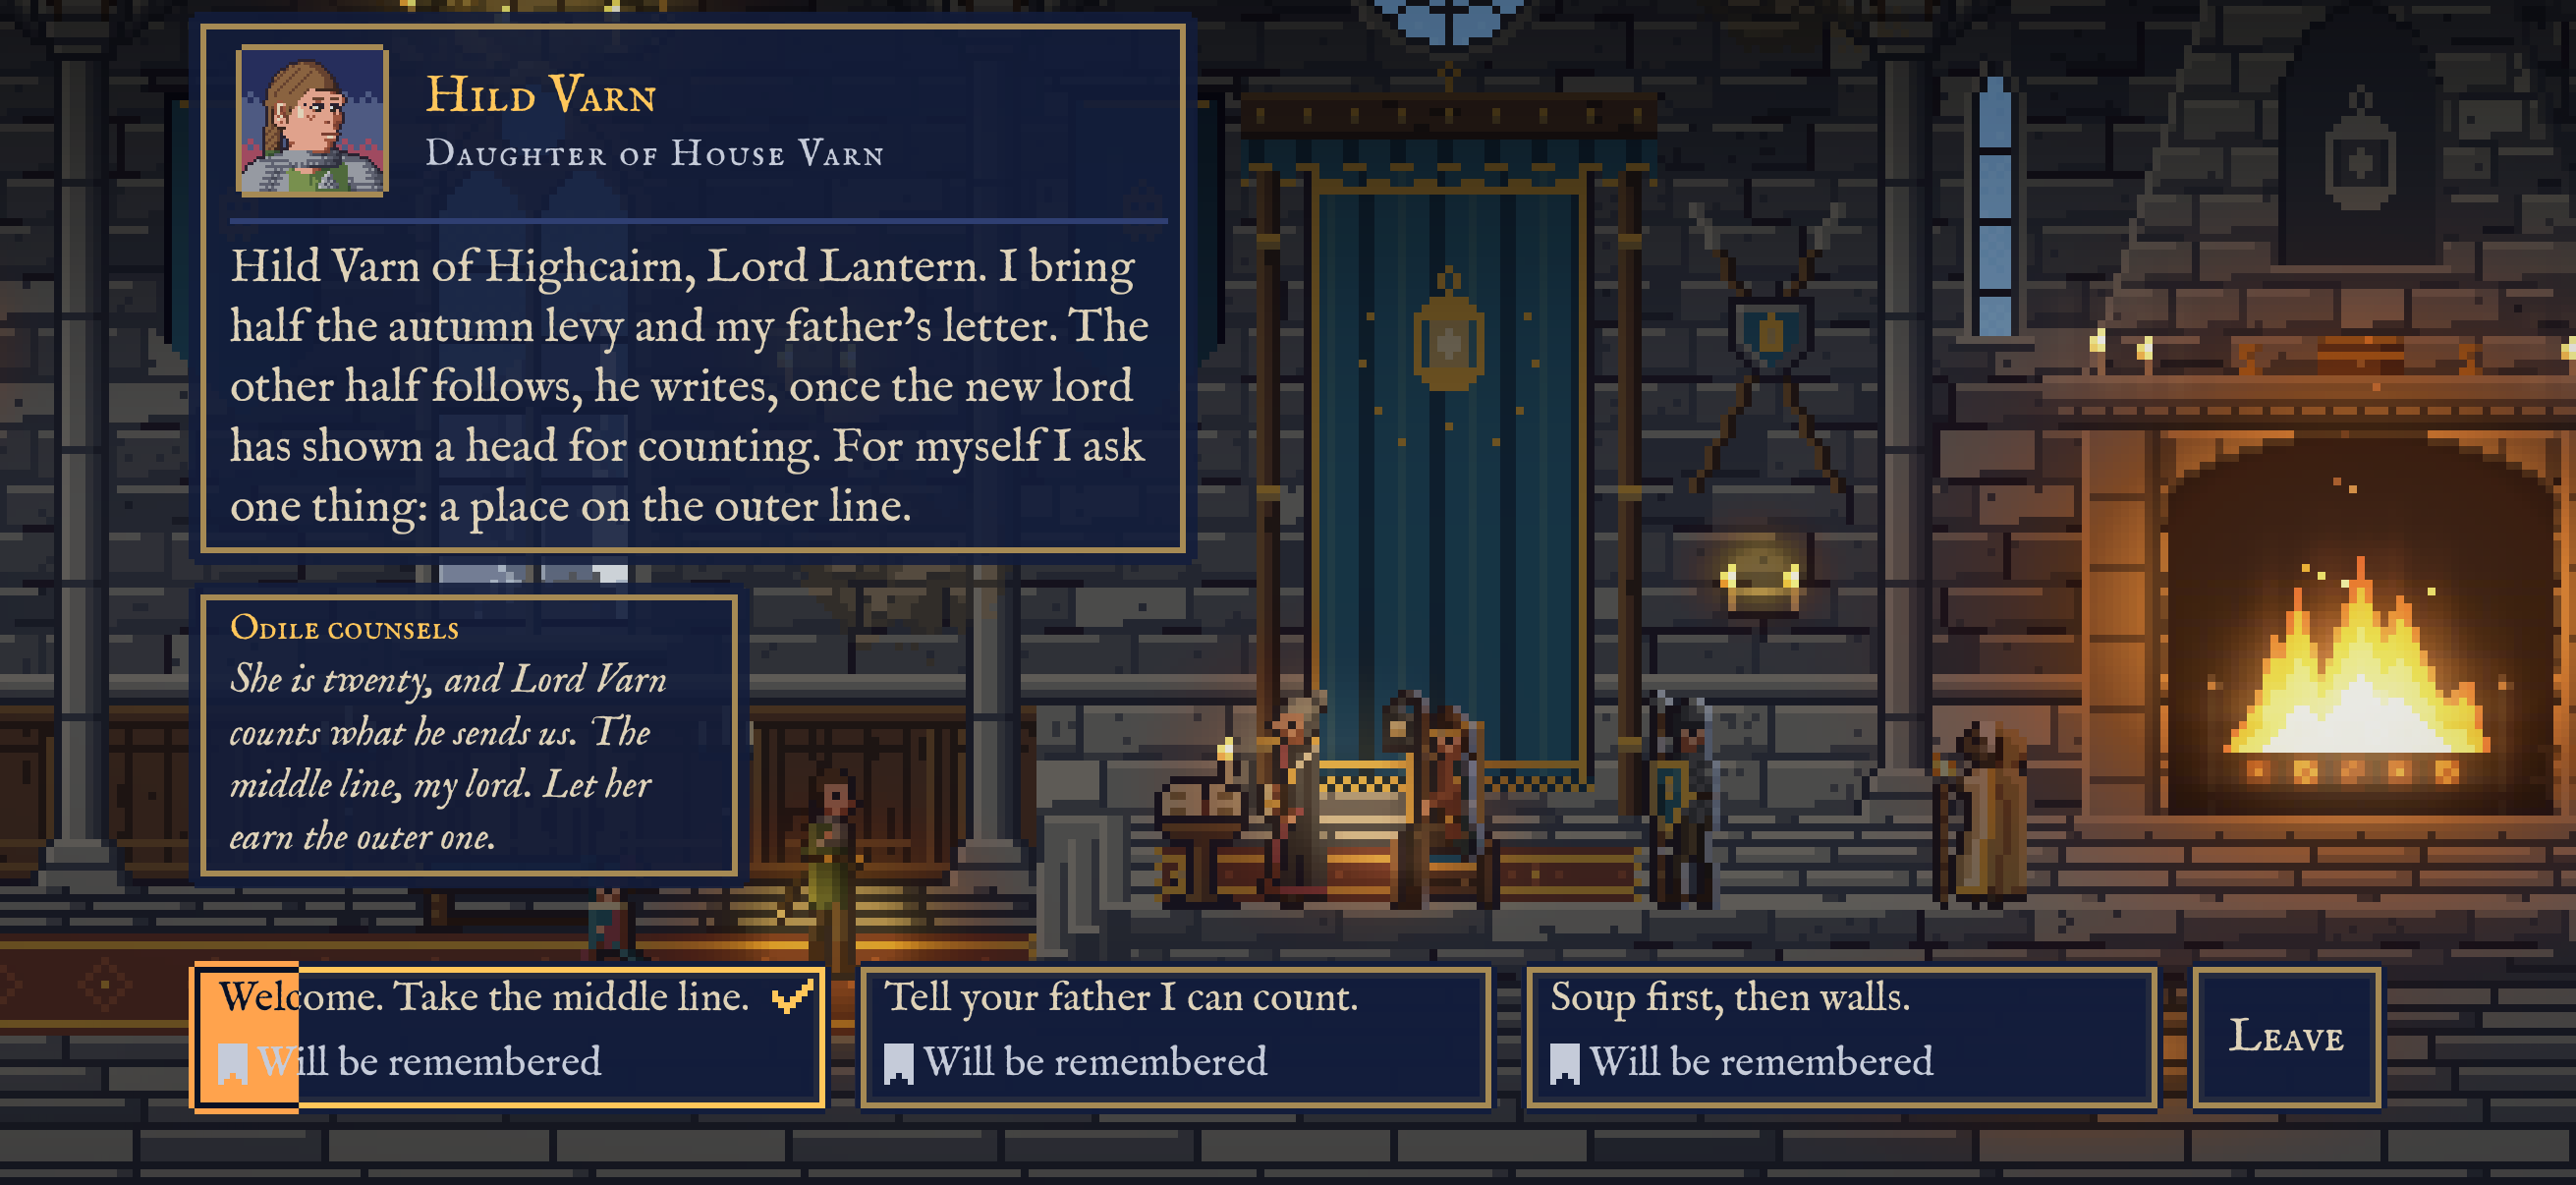 Hild Varn
Daughter of House Varn
Hild Varn of Highcairn, Lord Lantern. I bring
half the autumn levy and my father's letter. The
other half follows, he writes, once the new lord
has shown a head for counting. For myself I ask
one thing: a place on the outer line.
Odile counsels
She is twenty, and Lord Varn
counts what he sends us. The
middle line, my lord. Let her
earn the outer one.
Welcome. Take the middle line.
Will be remembered
Tell your father I can count.
Will be remembered
Soup first, then walls.
Will be remembered
Leave